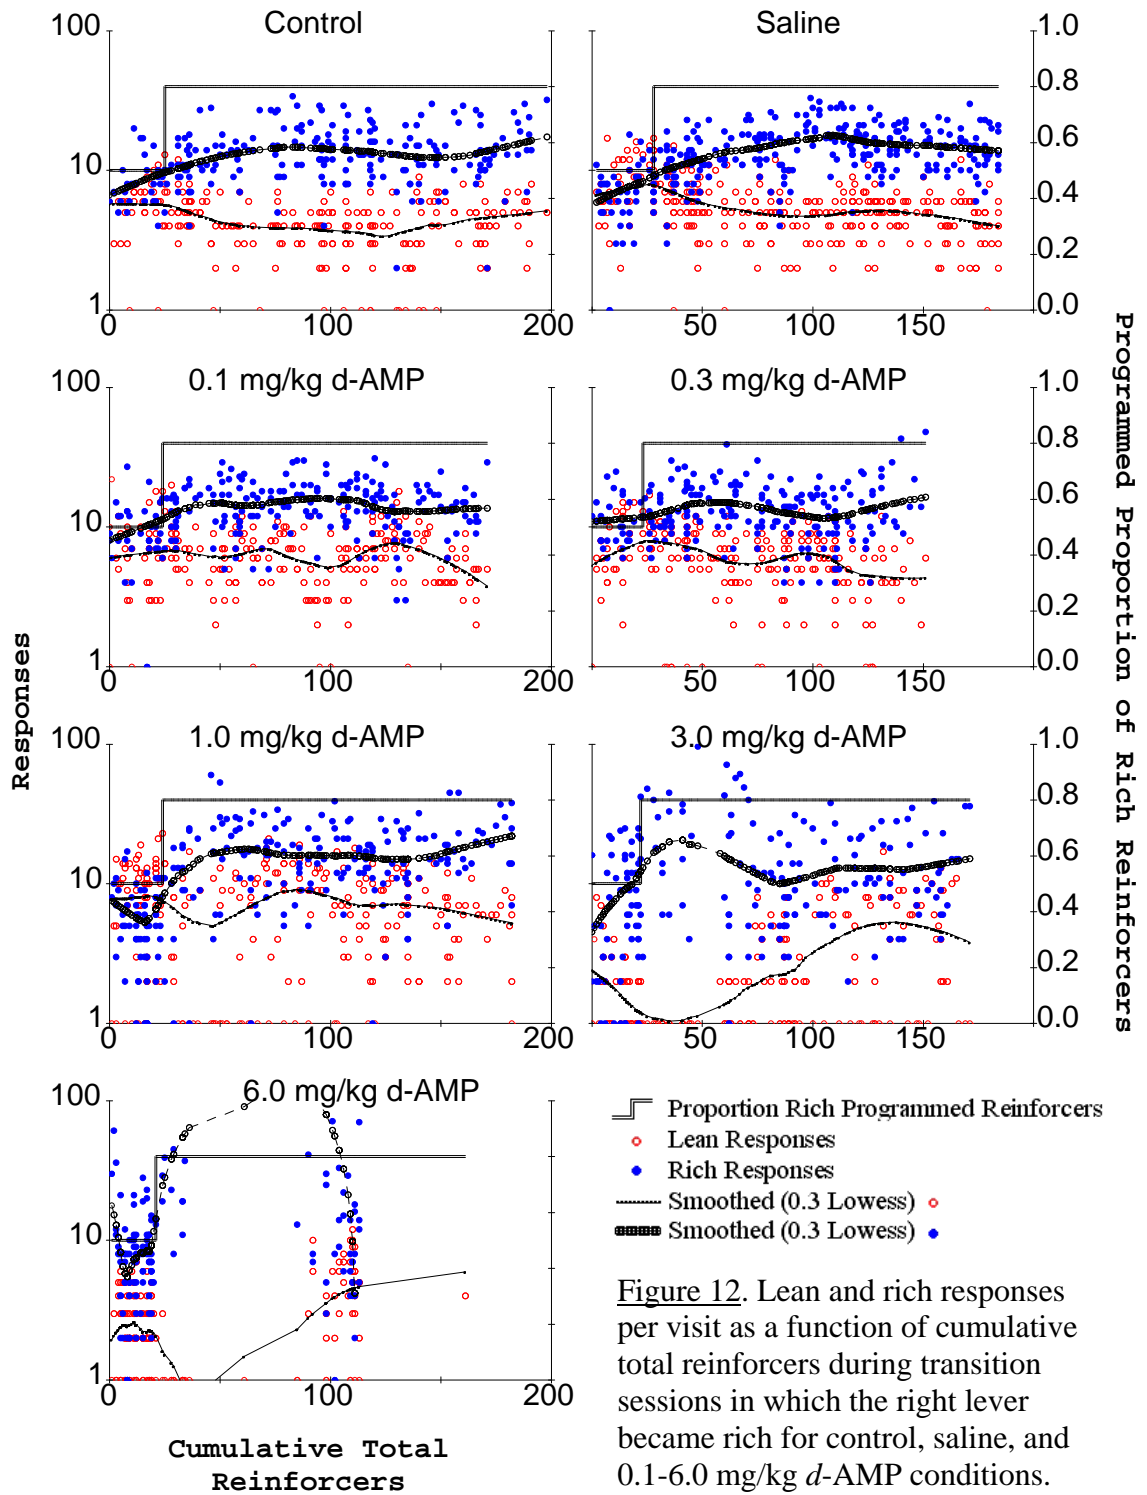 Control
Saline
100
10
1
0
100
200
1.0
0.8
0.6
0.4
0.2
0.0
0
50
100
150
0.1 mg/kg d-AMP
0.3 mg/kg d-AMP
100
10
1
0
100
200
1.0
0.8
0.6
0.4
0.2
0.0
0
50
100
150
1.0 mg/kg d-AMP
3.0 mg/kg d-AMP
100
10
1
0
100
200
1.0
0.8
0.6
0.4
0.2
0.0
0
50
100
150
6.0 mg/kg d-AMP
100
10
1
0
100
200
Responses
Programmed Proportion of Rich Reinforcers
Cumulative Total
Reinforcers
Proportion Rich Programmed Reinforcers
Lean Responses
Rich Responses
Smoothed (0.3 Lowess)
Smoothed (0.3 Lowess)
Figure 12. Lean and rich responses
per visit as a function of cumulative
total reinforcers during transition
sessions in which the right lever
became rich for control, saline, and
0.1-6.0 mg/kg d-AMP conditions.